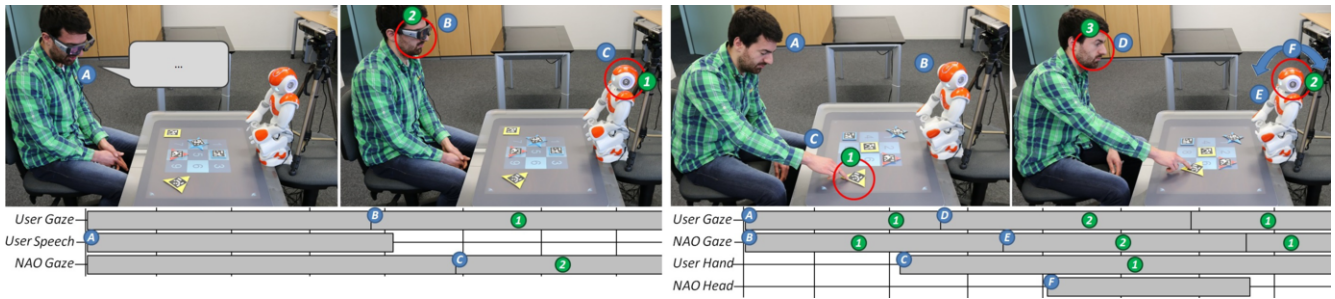 A
...
2
B
C
1
A
B
C
1
3
D
F
E
2
User Gaze
B
1
User Speech
A
NAO Gaze
C
2
User Gaze
A
1
D
2
1
NAO Gaze
B
1
E
2
1
User Hand
C
1
NAO Head
F